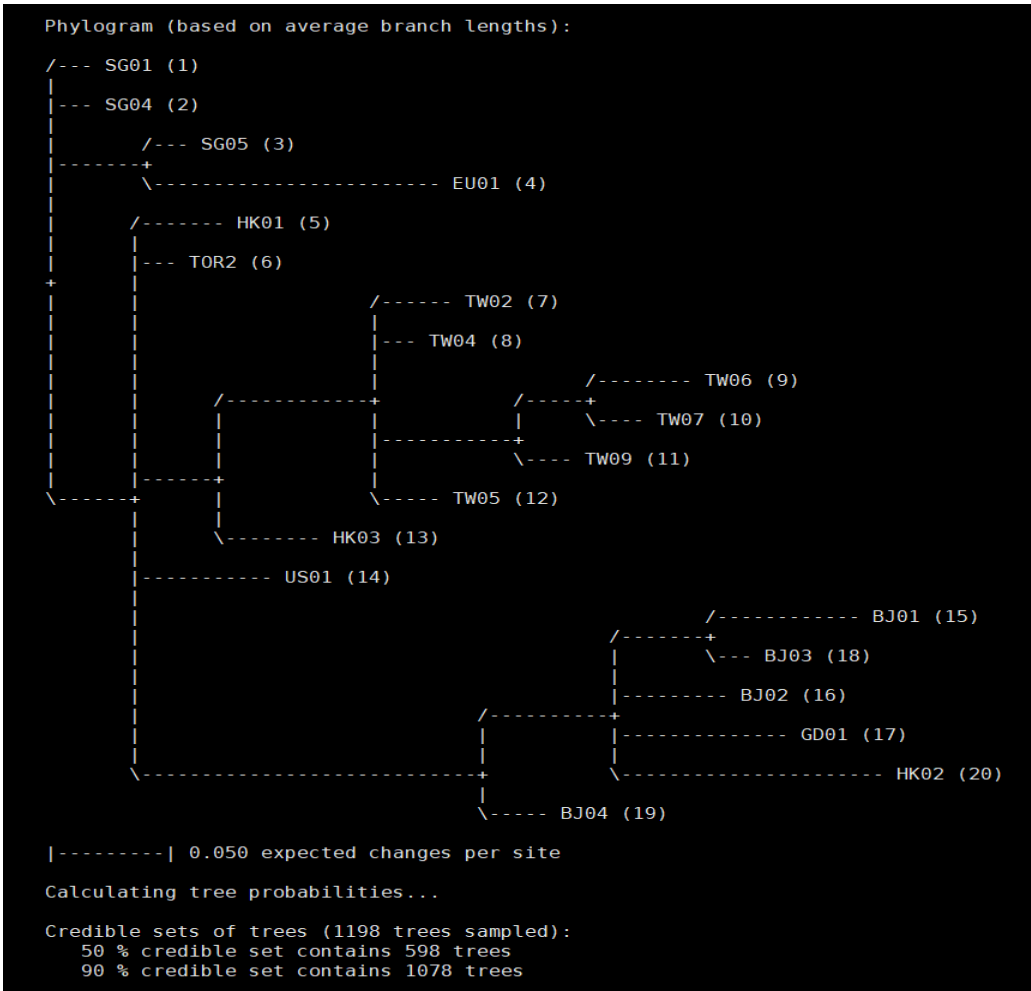 Phylogram (based on average branch lengths):
/--- SG01 (1)
|
|--- SG04 (2)
|
|       /--- SG05 (3)
|-------+
|       \------------------------ EU01 (4)
|
|      /------- HK01 (5)
|      |
|      |--- TOR2 (6)
+      |
|      |                   /------ TW02 (7)
|      |                   |
|      |                   |--- TW04 (8)
|      |                   |
|      |                   |                 /-------- TW06 (9)
|      |      /------------+           /-----+
|      |      |            |           |     \---- TW07 (10)
|      |      |            |-----------+
|      |      |            |           \---- TW09 (11)
|      |------+            |
\------+      |            \----- TW05 (12)
       |      |
       |      \-------- HK03 (13)
       |
       |----------- US01 (14)
       |
       |                                               /------------ BJ01 (15)
       |                                       /-------+
       |                                       |       \--- BJ03 (18)
       |                                       |
       |                                       |--------- BJ02 (16)
       |                            /----------+
       |                            |          |-------------- GD01 (17)
       |                            |          |
       \----------------------------+          \---------------------- HK02 (20)
                                    |
                                    \----- BJ04 (19)
|---------| 0.050 expected changes per site
Calculating tree probabilities...
Credible sets of trees (1198 trees sampled):
50 % credible set contains 598 trees
90 % credible set contains 1078 trees